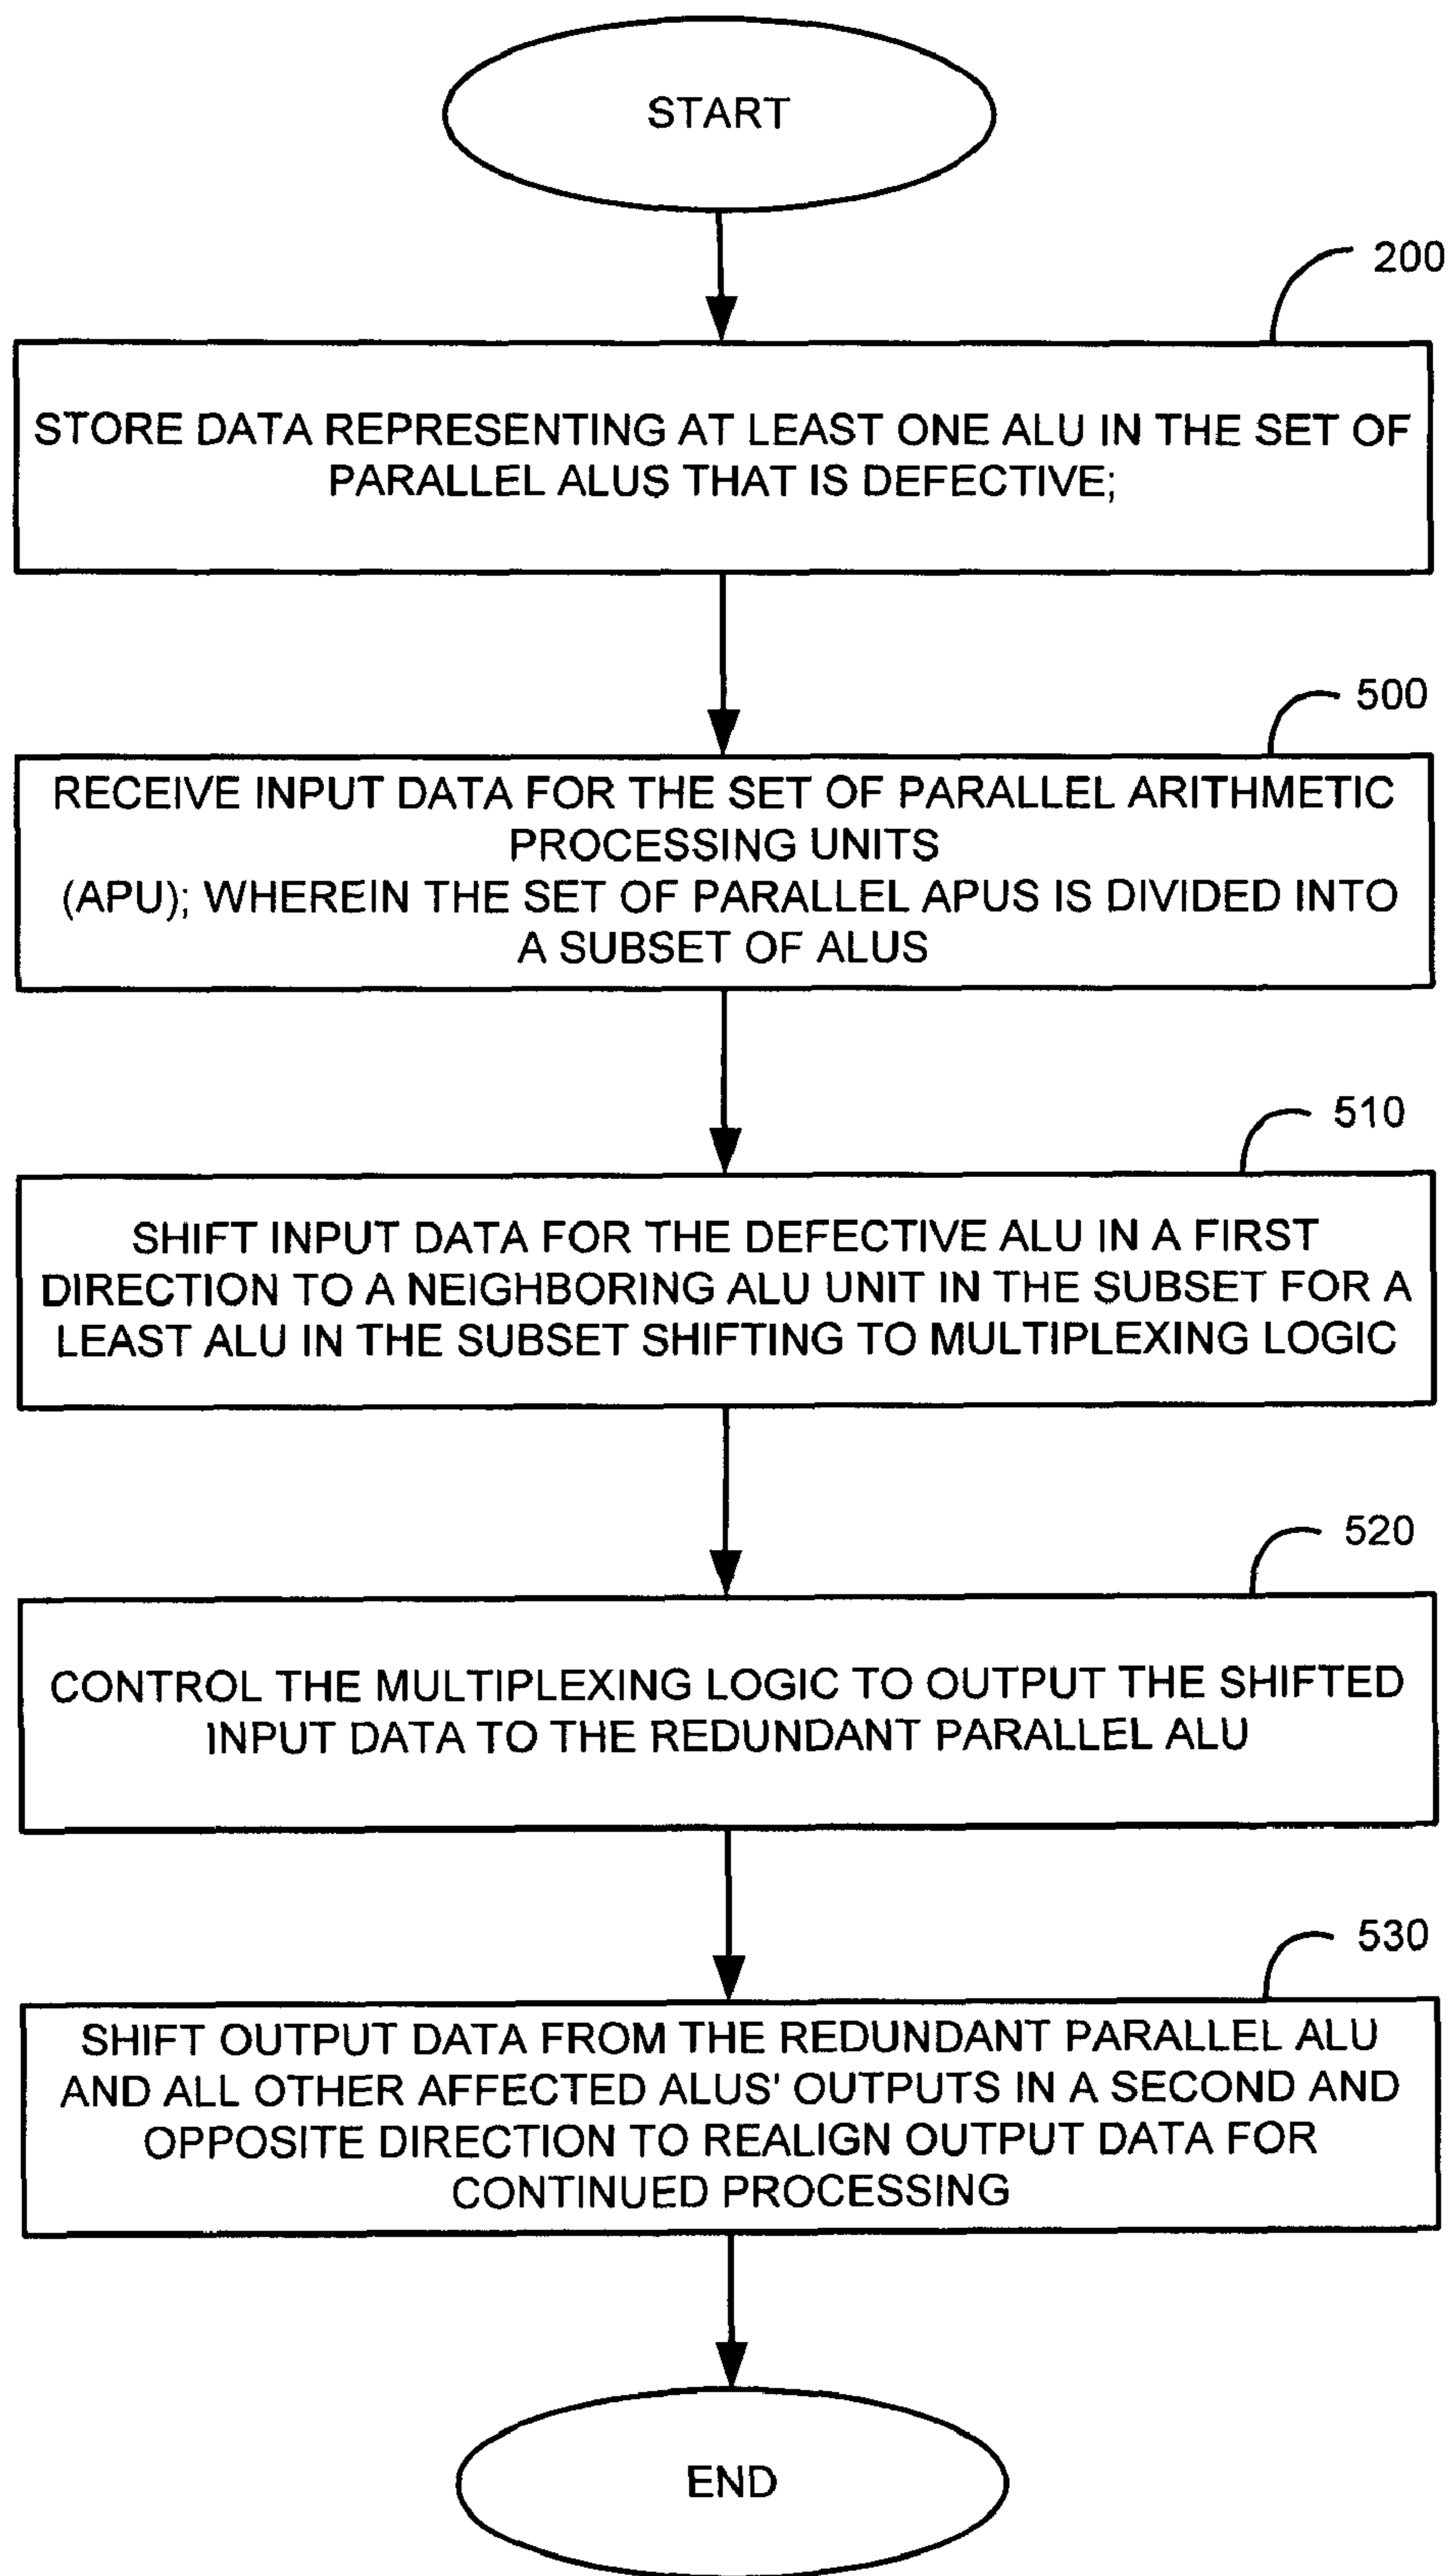 START
200
STORE DATA REPRESENTING AT LEAST ONE ALU IN THE SET OF
PARALLEL ALUS THAT IS DEFECTIVE;
500
RECEIVE INPUT DATA FOR THE SET OF PARALLEL ARITHMETIC
PROCESSING UNITS
(APU); WHEREIN THE SET OF PARALLEL APUS IS DIVIDED INTO
A SUBSET OF ALUS
510
SHIFT INPUT DATA FOR THE DEFECTIVE ALU IN A FIRST
DIRECTION TO A NEIGHBORING ALU UNIT IN THE SUBSET FOR A
LEAST ALU IN THE SUBSET SHIFTING TO MULTIPLEXING LOGIC
520
CONTROL THE MULTIPLEXING LOGIC TO OUTPUT THE SHIFTED
INPUT DATA TO THE REDUNDANT PARALLEL ALU
530
SHIFT OUTPUT DATA FROM THE REDUNDANT PARALLEL ALU
AND ALL OTHER AFFECTED ALUS' OUTPUTS IN A SECOND AND
OPPOSITE DIRECTION TO REALIGN OUTPUT DATA FOR
CONTINUED PROCESSING
END